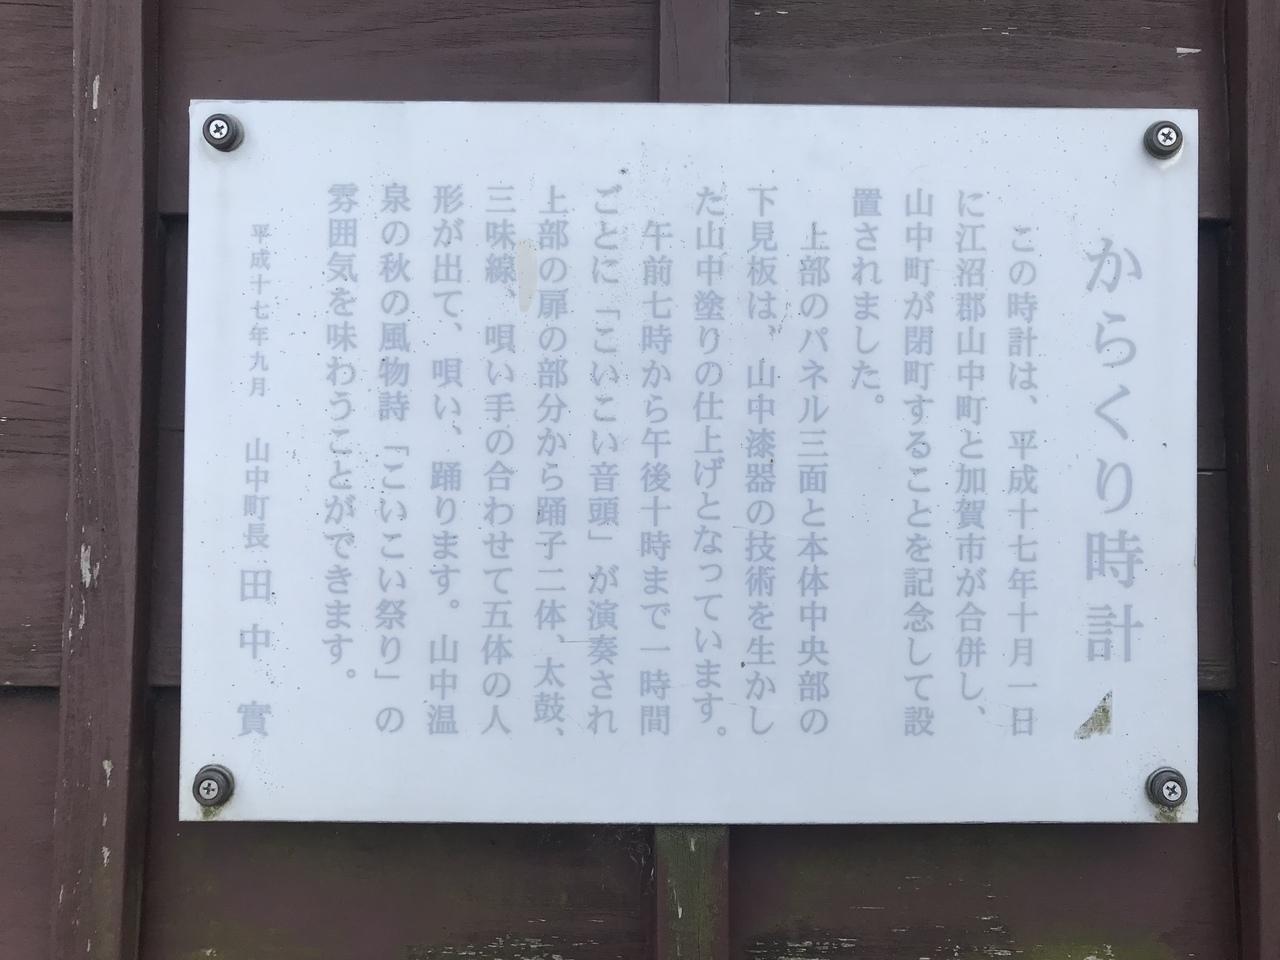 からくり時計
この時計は、平成十七年十月一日
に江沼郡山中町と加賀市が合併し、
山中町が閉町することを記念して設
置されました。
上部のパネル三面と本体中央部の
下見板は、山中漆器の技術を生かし
た山中塗りの仕上げとなっています。
午前七時から午後十時まで一時間
ごとに「こいこい音頭」が演奏され
上部の扉の部分から踊子二体、太鼓、
三味線、唄い手の合わせて五体の人
形が出て、唄い、踊ります。山中温
泉の秋の風物詩「こいこい祭り」の
雰囲気を味わうことができます。
平成十七年九月　山中町長　田中　實